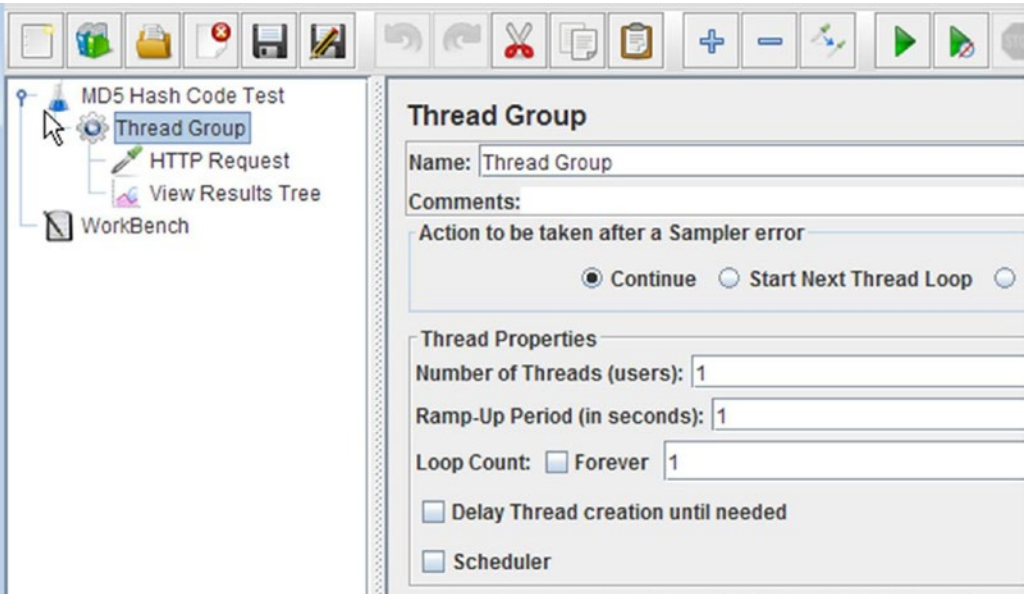 MD5 Hash Code Test
Thread Group
HTTP Request
View Results Tree
WorkBench
Thread Group
Name: Thread Group
Comments:
Action to be taken after a Sampler error
Continue Start Next Thread Loop
Thread Properties
Number of Threads (users): 1
Ramp-Up Period (in seconds): 1
Loop Count: Forever 1
Delay Thread creation until needed
Scheduler